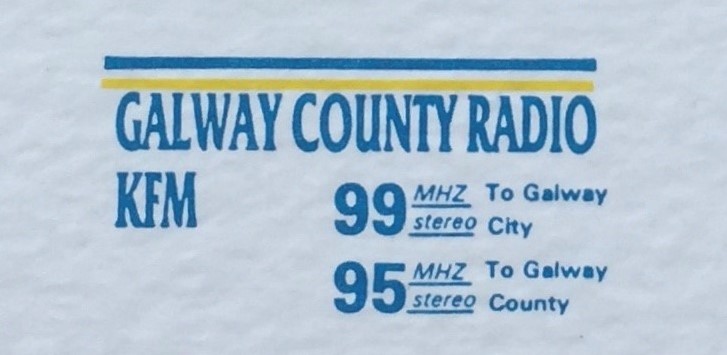 GALWAY COUNTY RADIO
KFM
99 MHZ stereo To Galway City
95 MHZ stereo To Galway County